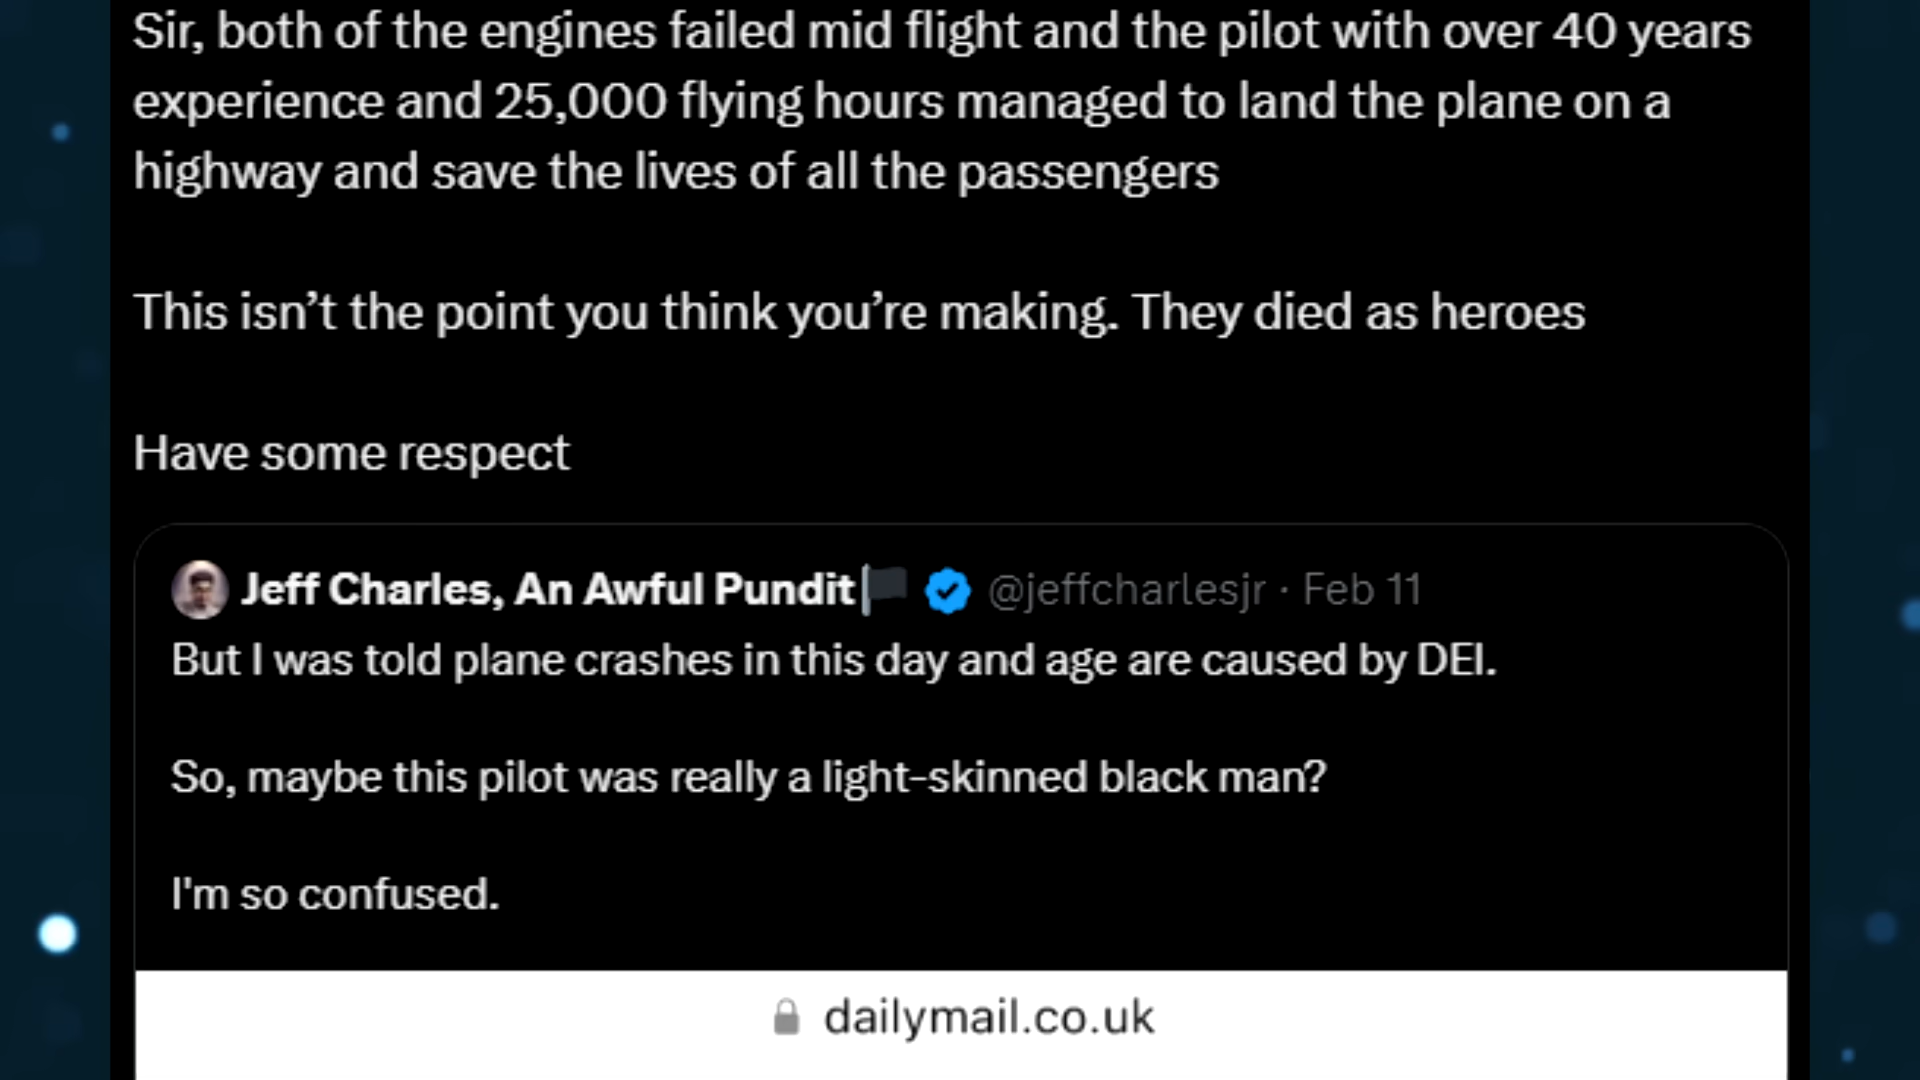 Sir, both of the engines failed mid flight and the pilot with over 40 years
experience and 25,000 flying hours managed to land the plane on a
highway and save the lives of all the passengers
This isn’t the point you think you’re making. They died as heroes
Have some respect
Jeff Charles, An Awful Pundit🏴 @jeffcharlesjr · Feb 11
But I was told plane crashes in this day and age are caused by DEI.
So, maybe this pilot was really a light-skinned black man?
I'm so confused.
dailymail.co.uk